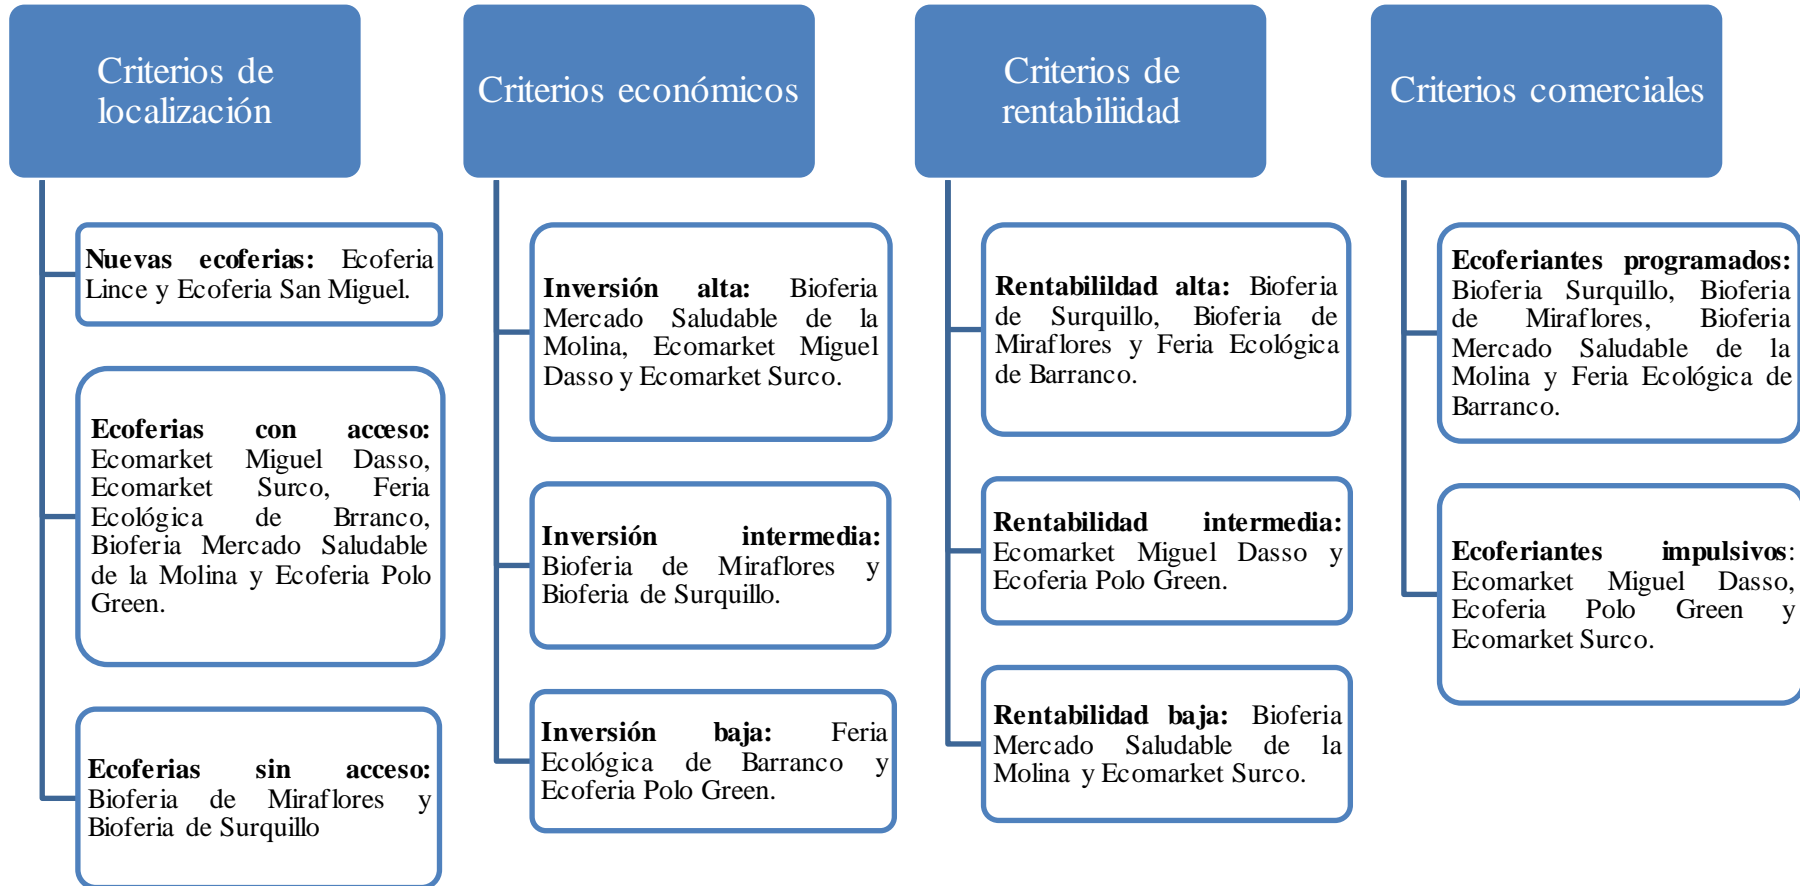 Criterios de
localización
Nuevas ecoferias: Ecoferia
Lince y Ecoferia San Miguel.
Ecoferias con acceso:
Ecomarket Miguel Dasso,
Ecomarket Surco, Feria
Ecológica de Brranco,
Bioferia Mercado Saludable
de la Molina y Ecoferia Polo
Green.
Ecoferias sin acceso:
Bioferia de Miraflores y
Bioferia de Surquillo
Criterios económicos
Inversión alta: Bioferia
Mercado Saludable de la
Molina, Ecomarket Miguel
Dasso y Ecomarket Surco.
Inversión intermedia:
Bioferia de Miraflores y
Bioferia de Surquillo.
Inversión baja: Feria
Ecológica de Barranco y
Ecoferia Polo Green.
Criterios de
rentabiliidad
Rentabilildad alta: Bioferia
de Surquillo, Bioferia de
Miraflores y Feria Ecológica
de Barranco.
Rentabilidad intermedia:
Ecomarket Miguel Dasso y
Ecoferia Polo Green.
Rentabilidad baja: Bioferia
Mercado Saludable de la
Molina y Ecomarket Surco.
Criterios comerciales
Ecoferiantes programados:
Bioferia Surquillo, Bioferia
de Miraflores, Bioferia
Mercado Saludable de la
Molina y Feria Ecológica de
Barranco.
Ecoferiantes impulsivos:
Ecomarket Miguel Dasso,
Ecoferia Polo Green y
Ecomarket Surco.